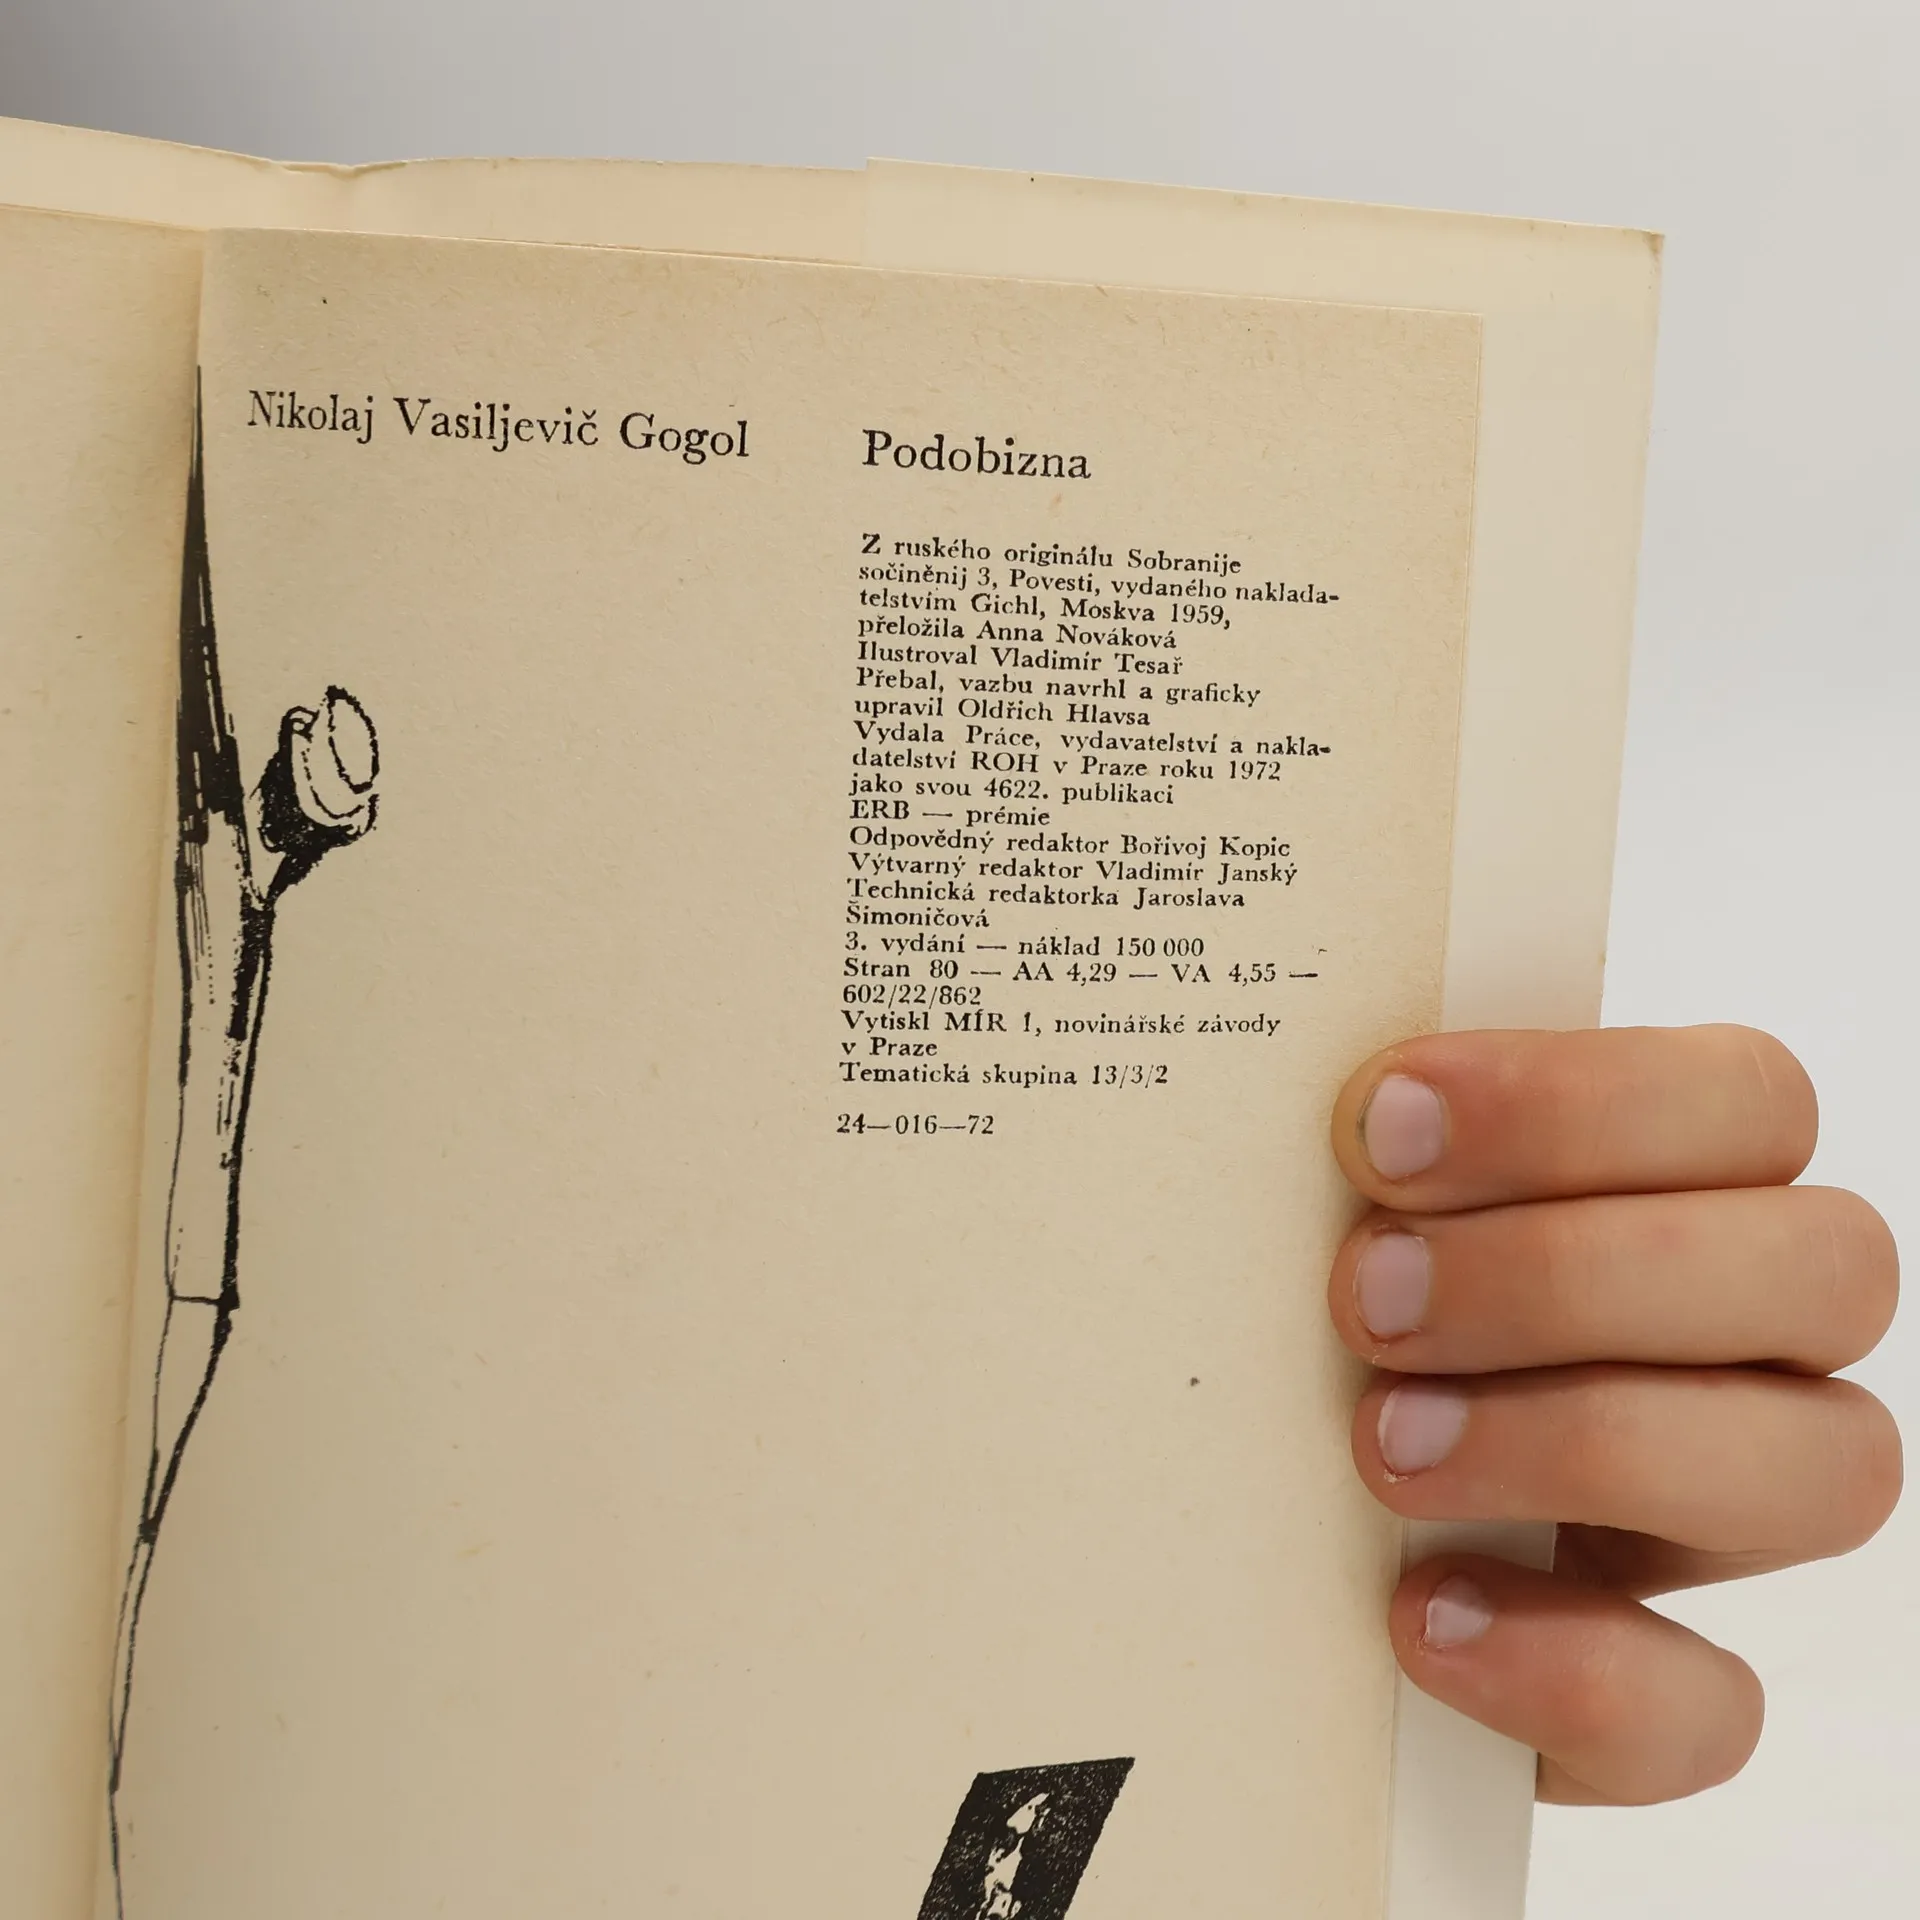 Nikolaj Vasiljevič Gogol
Podobizna
Z ruského originálu Sobranije
sočiněnij 3, Povesti, vydaného naklada-
telstvím Gichl, Moskva 1959,
přeložila Anna Nováková
Ilustroval Vladimír Tesař
Přebal, vazbu navrhl a graficky
upravil Oldřich Hlavsa
Vydala Práce, vydavatelství a nakla-
datelství ROH v Praze roku 1972
jako svou 4622. publikaci
ERB — prémie
Odpovědný redaktor Bořivoj Kopic
Výtvarný redaktor Vladimír Janský
Technická redaktorka Jaroslava
Šimoničová
3. vydání — náklad 150 000
Stran 80 — AA 4,29 — VA 4,55 —
602/22/862
Vytiskl MÍR 1, novinářské závody
v Praze
Tematická skupina 13/3/2
24—016—72